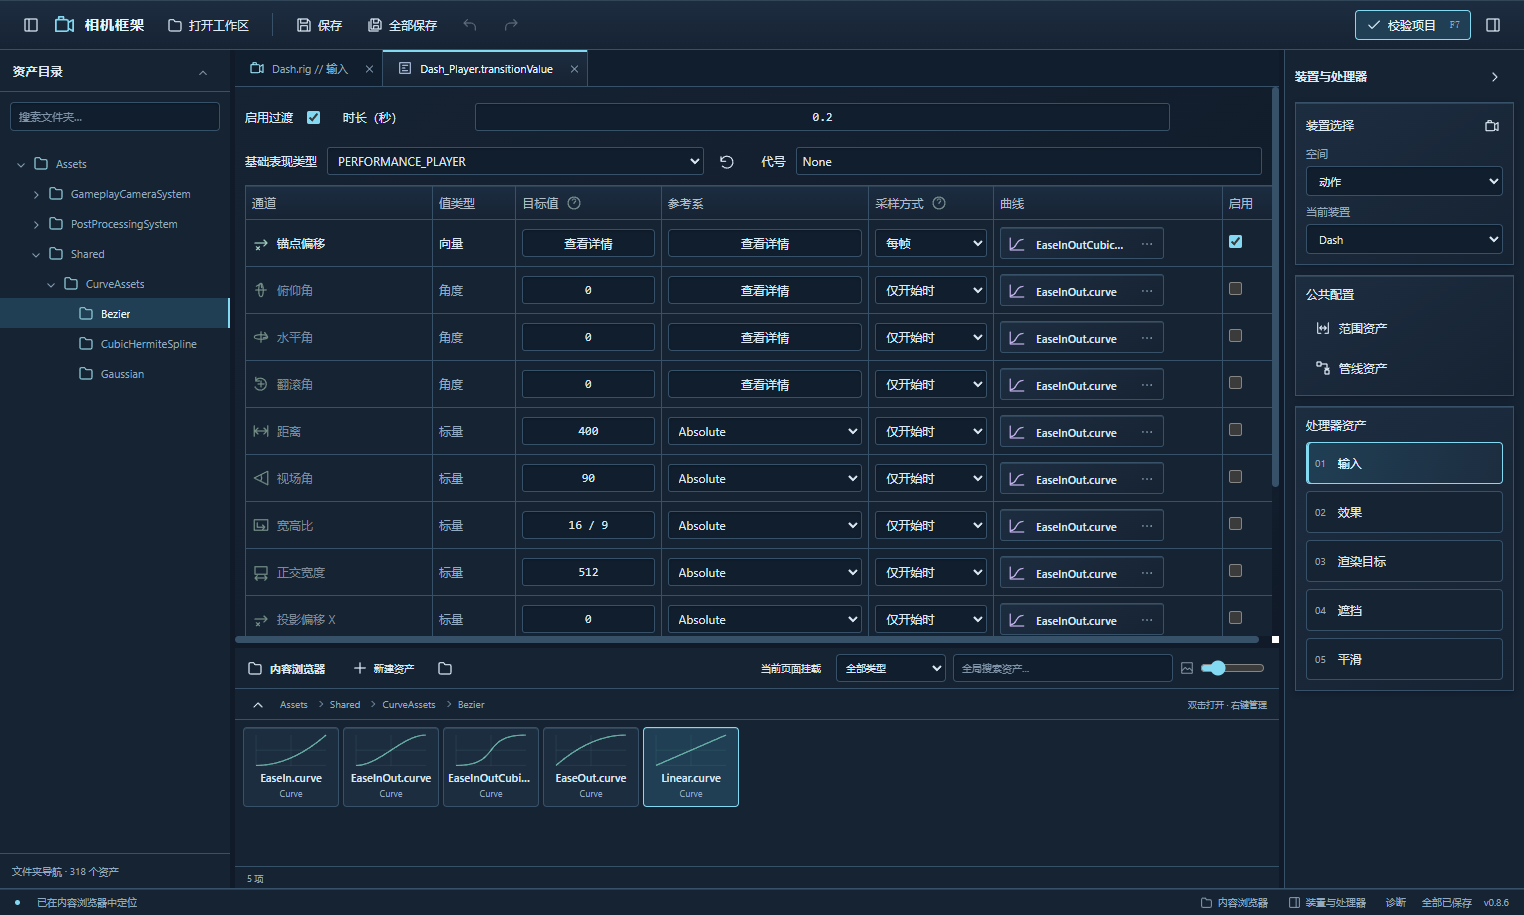 相机框架 打开工作区 保存 全部保存 校验项目 F7
资产目录
搜索文件夹...
Assets
GameplayCameraSystem
PostProcessingSystem
Shared
CurveAssets
Bezier
CubicHermiteSpline
Gaussian
文件夹导航 · 318 个资产
Dash.rig // 输入 Dash_Player.transitionValue
启用过渡 时长（秒） 0.2
基础表现类型 PERFORMANCE_PLAYER 代号 None
通道 值类型 目标值 参考系 采样方式 曲线 启用
锚点偏移 向量 查看详情 查看详情 每帧 EaseInOutCubic... ...
俯仰角 角度 0 查看详情 仅开始时 EaseInOut.curve ...
水平角 角度 0 查看详情 仅开始时 EaseInOut.curve ...
翻滚角 角度 0 查看详情 仅开始时 EaseInOut.curve ...
距离 标量 400 Absolute 仅开始时 EaseInOut.curve ...
视场角 标量 90 Absolute 仅开始时 EaseInOut.curve ...
宽高比 标量 16 / 9 Absolute 仅开始时 EaseInOut.curve ...
正交宽度 标量 512 Absolute 仅开始时 EaseInOut.curve ...
投影偏移 X 标量 0 Absolute 仅开始时 EaseInOut.curve ...
内容浏览器 新建资产 当前页面挂载 全部类型 全局搜索资产...
Assets > Shared > CurveAssets > Bezier 双击打开 · 右键管理
EaseIn.curve EaseInOut.curve EaseInOutCubi... EaseOut.curve Linear.curve
Curve Curve Curve Curve Curve
5 项
装置与处理器
装置选择
空间
动作
当前装置
Dash
公共配置
范围资产
管线资产
处理器资产
01 输入
02 效果
03 渲染目标
04 遮挡
05 平滑
已在内容浏览器中定位 内容浏览器 装置与处理器 诊断 全部已保存 v0.8.6